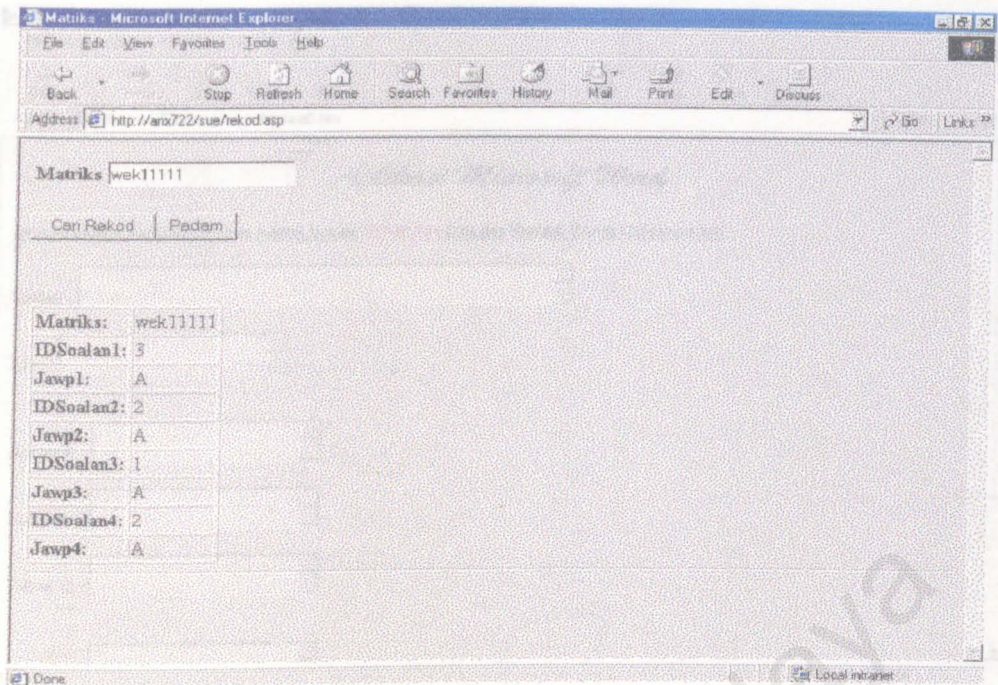 Matriks - Microsoft Internet Explorer
File Edit View Favorites Tools Help
Back Stop Refresh Home Search Favorites History Mail Print Edit Discuss
Address http://anx722/sue/rekod.asp Go Links »
Matriks wek11111
Cari Rekod Padam
Matriks: wek11111
IDSoalan1: 3
Jawp1: A
IDSoalan2: 2
Jawp2: A
IDSoalan3: 1
Jawp3: A
IDSoalan4: 2
Jawp4: A
Done Local intranet